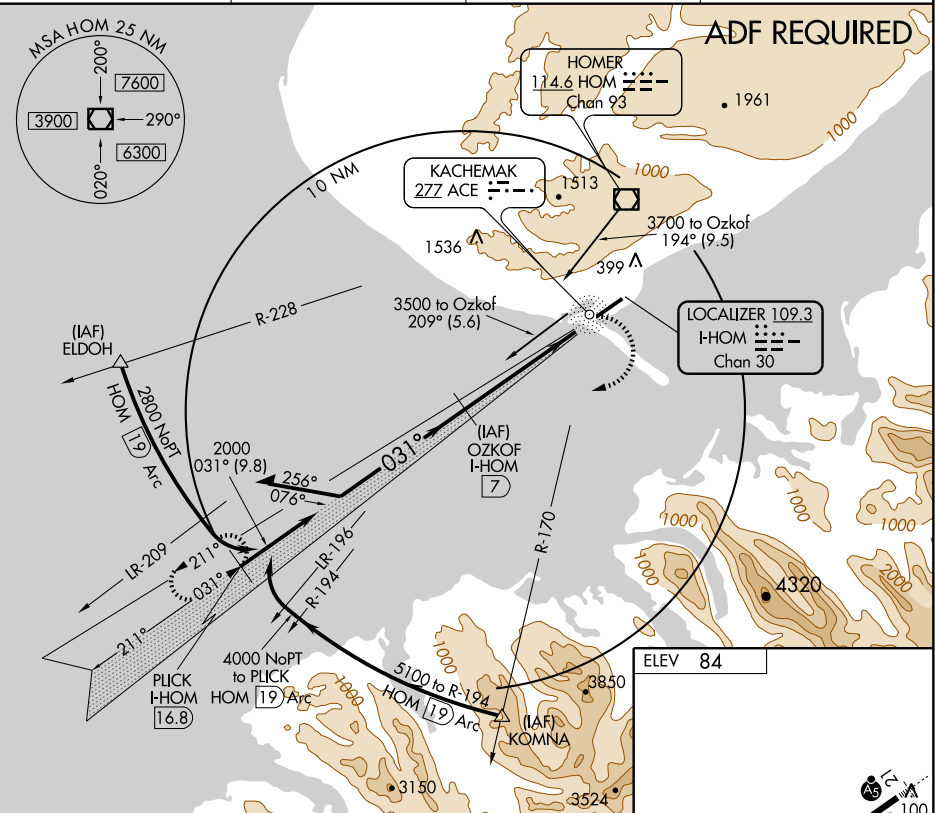 MSA HOM 25 NM
200°
7600
3900
290°
6300
020°
ADF REQUIRED
HOMER
114.6 HOM
Chan 93
1961
1000
KACHEMAK
277 ACE
10 NM
1513
1000
1536
3700 to Ozkof
194° (9.5)
399
3500 to Ozkof
209° (5.6)
LOCALIZER 109.3
I-HOM
Chan 30
R-228
(IAF)
ELDOH
2800 NoPT
HOM 19 Arc
2000
031° (9.8)
031°
(IAF)
OZKOF
I-HOM
7
256°
076°
LR-209
211°
031°
LR-196
R-194
R-170
211°
1000
1000
1000
1000
2000
4320
PLICK
I-HOM
16.8
4000 NoPT
to PLICK
HOM 19 Arc
5100 to R-194
HOM 19 Arc
(IAF)
KOMNA
1000
1000
3850
3150
3524
ELEV 84
A5
21
100